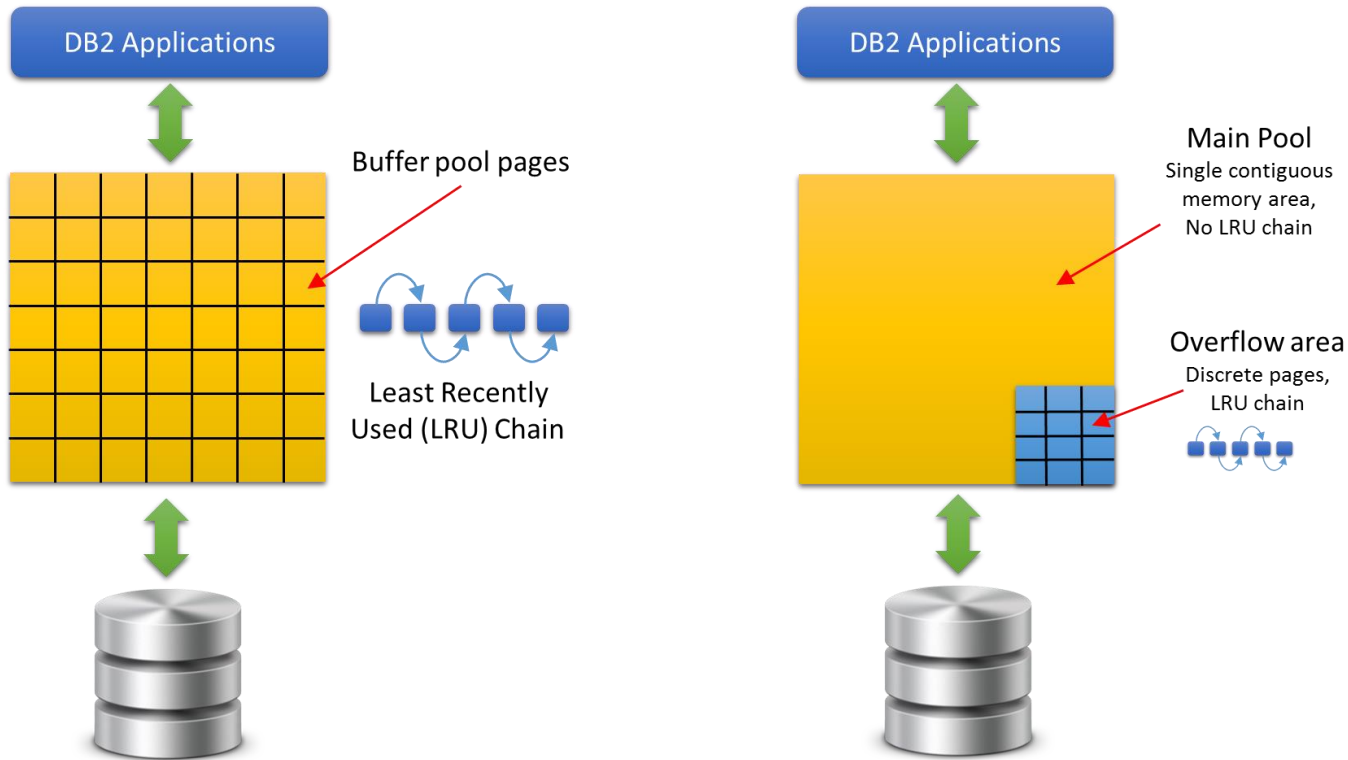 DB2 Applications
Buffer pool pages
Least Recently
Used (LRU) Chain
DB2 Applications
Main Pool
Single contiguous
memory area,
No LRU chain
Overflow area
Discrete pages,
LRU chain